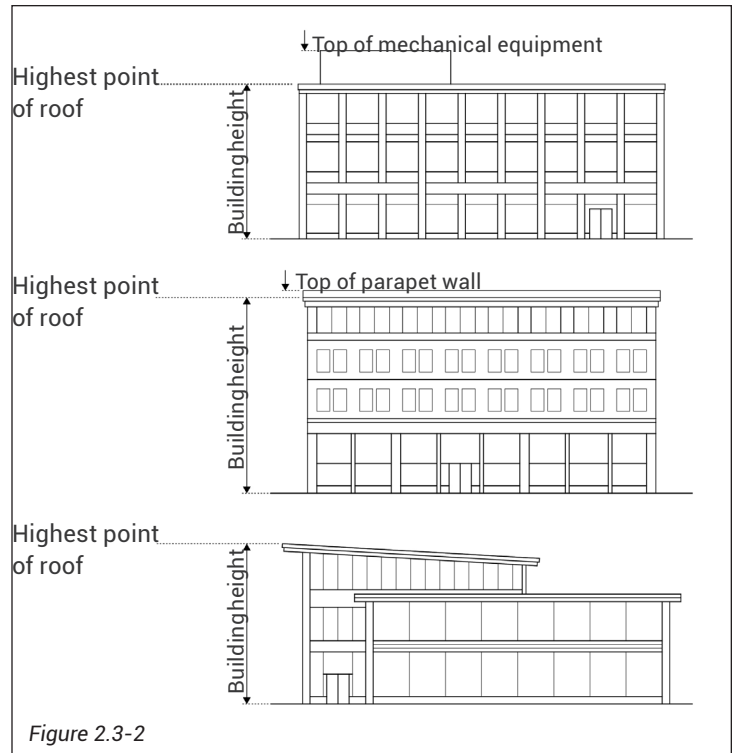 Top of mechanical equipment
Highest point
of roof
Buildingheight
Top of parapet wall
Highest point
of roof
Buildingheight
Highest point
of roof
Buildingheight
Figure 2.3-2